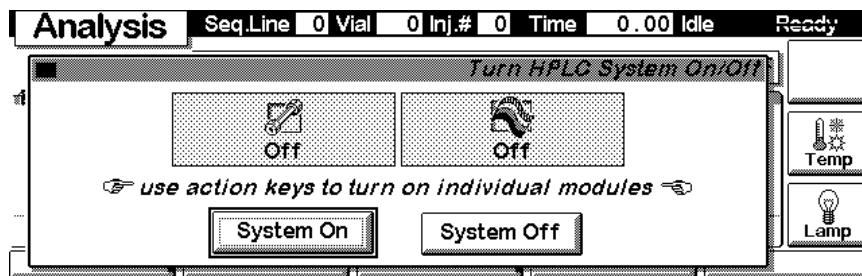 Analysis Seq.Line 0 Vial 0 Inj.# 0 Time 0.00 Idle Ready
Turn HPLC System On/Off
Off Off
Temp
use action keys to turn on individual modules
System On System Off
Lamp